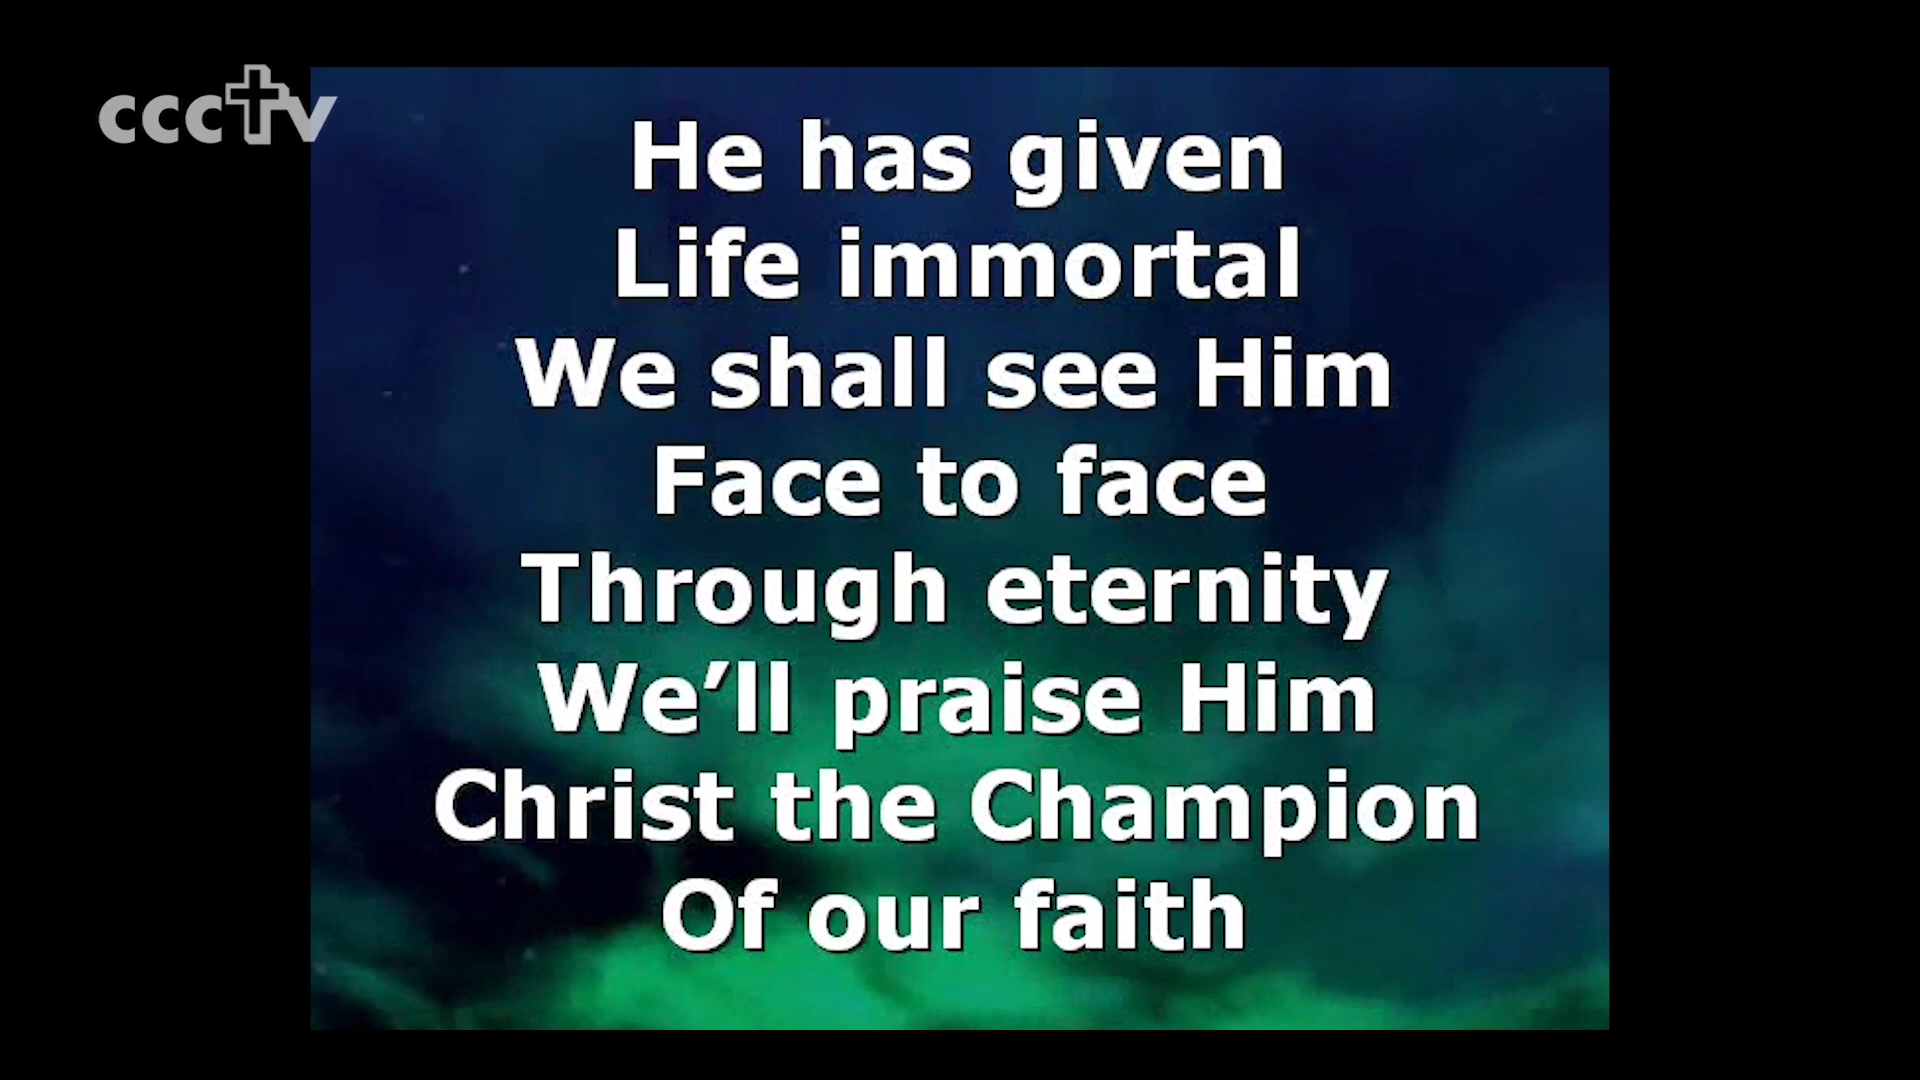 ccctv
He has given
Life immortal
We shall see Him
Face to face
Through eternity
We’ll praise Him
Christ the Champion
Of our faith